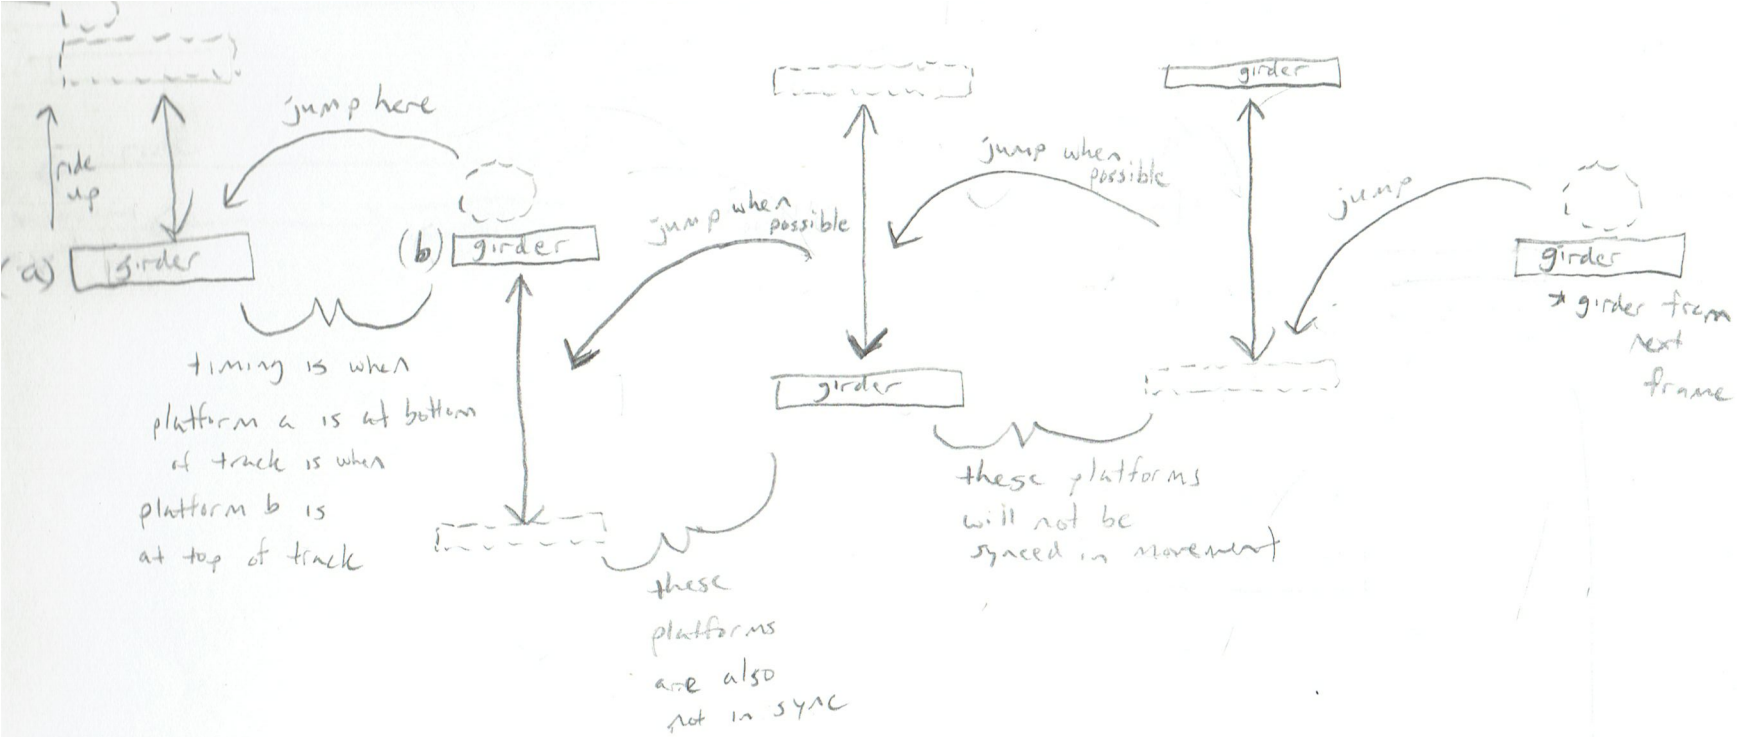 jump here
ride
up
(a) girder
(b) girder
timing is when
platform a is at bottom
of track is when
platform b is
at top of track
jump when
possible
girder
these
platforms
are also
not in sync
jump when
possible
girder
these platforms
will not be
synced in movement
jump
girder
* girder from
next
frame